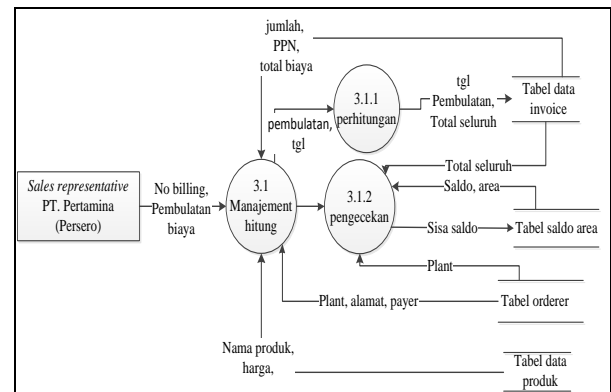 jumlah,
PPN,
total biaya
3.1.1
perhitungan
tgl
Pembulatan,
Total seluruh
Tabel data
invoice
pembulatan,
tgl
Sales representative
PT. Pertamina
(Persero)
No billing,
Pembulatan
biaya
3.1
Manajement
hitung
3.1.2
pengecekan
Total seluruh
Saldo, area
Sisa saldo
Tabel saldo area
Plant
Plant, alamat, payer
Tabel orderer
Nama produk,
harga,
Tabel data
produk